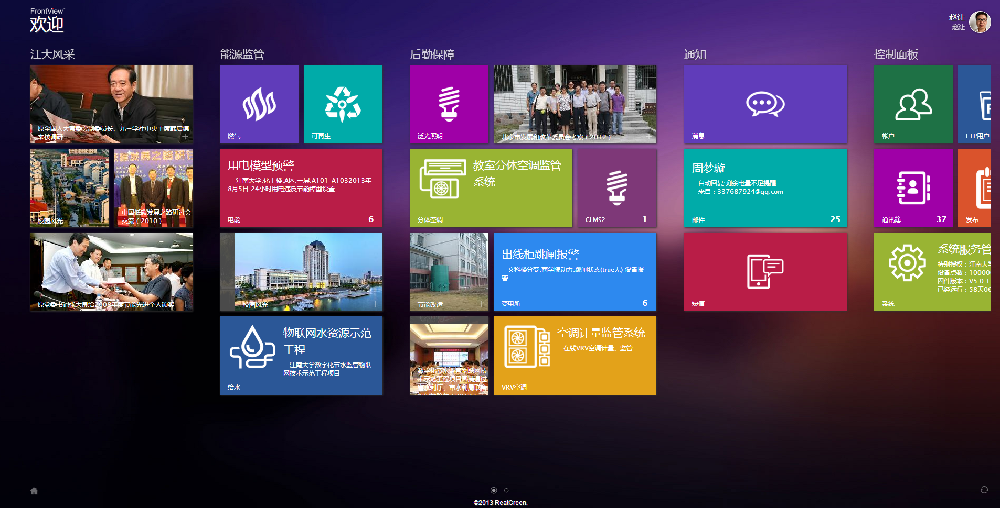 FrontView™
欢迎
赵让
赵让
江大风采
原全国人大常委会副委员长、九三学社中央主席韩启德
来校调研
校园风光
中国低碳发展之路研讨会
交流（2010）
原党委书记张大良给2008年度节能先进个人颁奖
能源监管
燃气
可再生
用电模型预警
江南大学.化工楼.A区.一层.A101_A1032013年
8月5日 24小时用电违反节能模型设置
电能
6
校园风光
物联网水资源示范
工程
江南大学数字化节水监管物联
网技术示范工程项目
给水
后勤保障
泛光照明
北京市发展和改革委员会考察（2012）
教室分体空调监管
系统
分体空调
CLMS2
1
节能改造
出线柜跳闸报警
文科楼分变.商学院动力.跳闸状态(true无) 设备报
警
变电所
6
数字化节水监管物联网技
术示范工程项目圆满通过
省水利厅、市水利局联合
空调计量监管系统
在线VRV空调计量、监管
VRV空调
通知
消息
周梦璇
自动回复:剩余电量不足提醒
来自：337687924@qq.com
邮件
25
短信
控制面板
帐户
FTP用户
通讯簿
37
发布
系统服务管
特别授权：江南大学
设备点数：10000
固件版本：V5.0.1
已经运行：58天06
系统
©2013 ReatGreen.